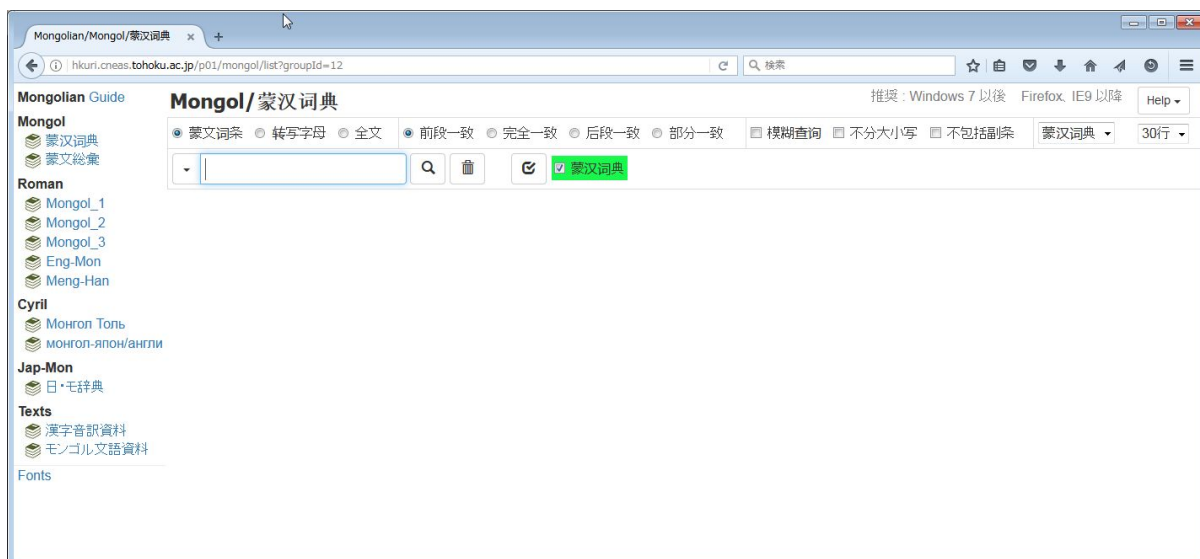 Mongolian/Mongol/蒙汉词典
hkuri.cneas.tohoku.ac.jp/p01/mongol/list?groupId=12
検索
Mongolian Guide
Mongol
蒙汉词典
蒙文総彙
Roman
Mongol_1
Mongol_2
Mongol_3
Eng-Mon
Meng-Han
Cyril
Монгол Толь
монгол-япон/англи
Jap-Mon
日・モ辞典
Texts
漢字音訳資料
モンゴル文語資料
Fonts
Mongol/蒙汉词典
推奨 : Windows 7 以後 Firefox, IE9 以降
Help
蒙文词条 转写字母 全文 前段一致 完全一致 后段一致 部分一致 模糊查询 不分大小写 不包括副条 蒙汉词典 30行
蒙汉词典